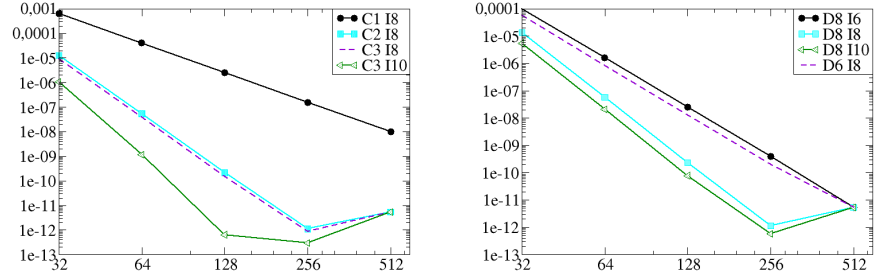 0,001
0,0001
1e-05
1e-06
1e-07
1e-08
1e-09
1e-10
1e-11
1e-12
1e-13
32 64 128 256 512
C1 I8
C2 I8
C3 I8
C3 I10
0,0001
1e-05
1e-06
1e-07
1e-08
1e-09
1e-10
1e-11
1e-12
1e-13
32 64 128 256 512
D8 I6
D8 I8
D8 I10
D6 I8